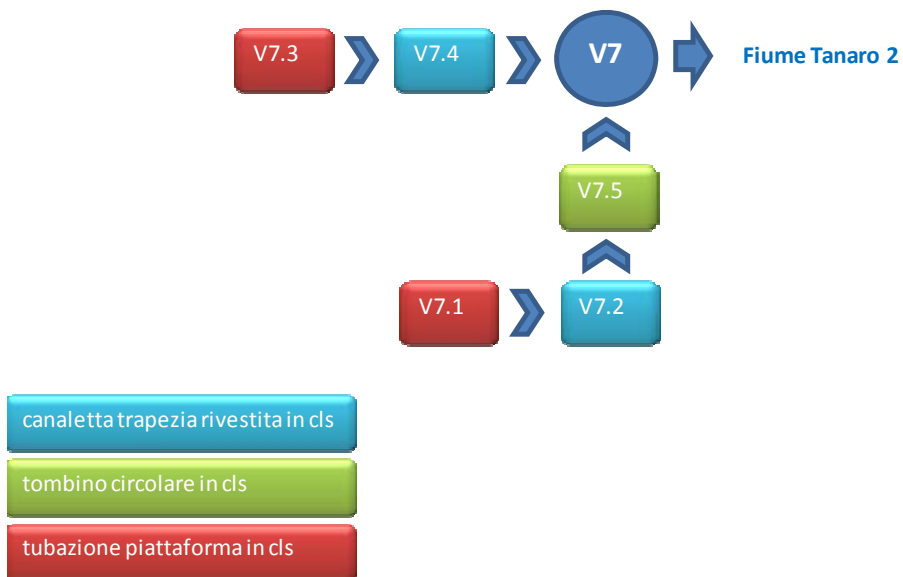 V7.3
V7.4
V7
Fiume Tanaro 2
V7.5
V7.1
V7.2
canaletta trapezia rivestita in cls
tombino circolare in cls
tubazione piattaforma in cls